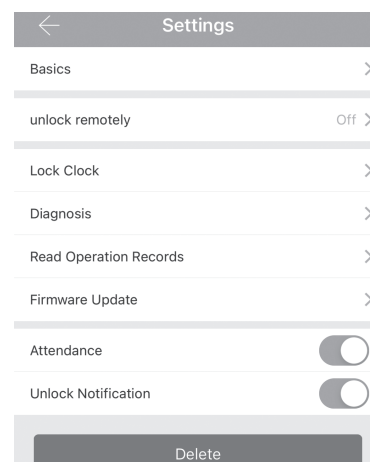 Settings
Basics
unlock remotely Off
Lock Clock
Diagnosis
Read Operation Records
Firmware Update
Attendance
Unlock Notification
Delete